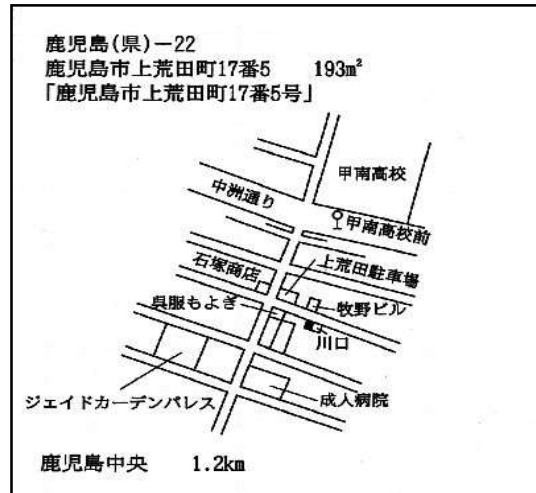 鹿児島(県)−22
鹿児島市上荒田町17番5 193m²
「鹿児島市上荒田町17番5号」
甲南高校
中洲通り
甲南高校前
上荒田駐車場
石塚商店
牧野ビル
呉服もよぎ
川口
ジェイドカーデンパレス
成人病院
鹿児島中央 1.2km